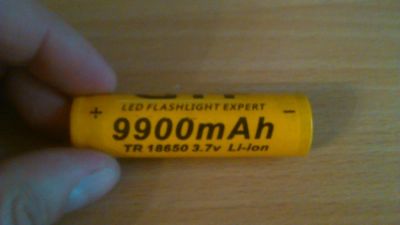 LED FLASHLIGHT EXPERT
+ −
9900mAh
TR 18650 3.7v Li-ion